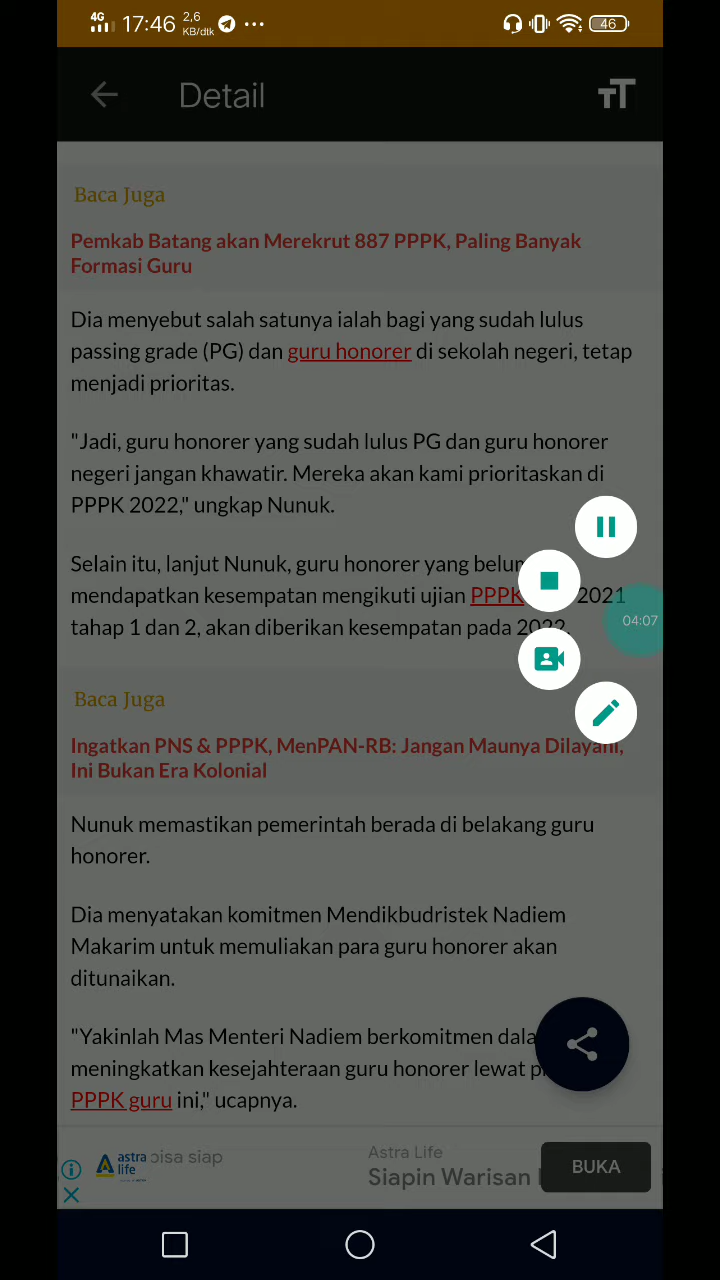 4G 17:46 2,6 KB/dtk 46
Detail
Baca Juga
Pemkab Batang akan Merekrut 887 PPPK, Paling Banyak
Formasi Guru
Dia menyebut salah satunya ialah bagi yang sudah lulus
passing grade (PG) dan guru honorer di sekolah negeri, tetap
menjadi prioritas.
"Jadi, guru honorer yang sudah lulus PG dan guru honorer
negeri jangan khawatir. Mereka akan kami prioritaskan di
PPPK 2022," ungkap Nunuk.
Selain itu, lanjut Nunuk, guru honorer yang
mendapatkan kesempatan mengikuti ujian PPPK 2021
04:07
tahap 1 dan 2, akan diberikan kesempatan pada 2022.
Baca Juga
Ingatkan PNS & PPPK, MenPAN-RB: Jangan Maunya Dilayani,
Ini Bukan Era Kolonial
Nunuk memastikan pemerintah berada di belakang guru
honorer.
Dia menyatakan komitmen Mendikbudristek Nadiem
Makarim untuk memuliakan para guru honorer akan
ditunaikan.
"Yakinlah Mas Menteri Nadiem berkomitmen
meningkatkan kesejahteraan guru honorer lewat
PPPK guru ini," ucapnya.
astra life bisa siap
Astra Life
Siapin Warisan
BUKA